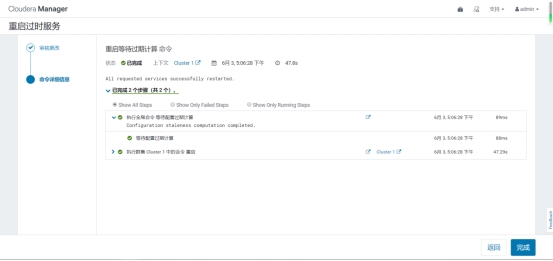 Cloudera Manager
支持 admin
重启过时服务
审核更改
命令详细信息
重启等待过期计算 命令
状态 已完成 上下文 Cluster 1 6月 3, 5:06:28 下午 47.8s
All requested services successfully restarted.
已完成 2 个步骤(共 2 个)。
Show All Steps Show Only Failed Steps Show Only Running Steps
执行全局命令 等待配置过期计算 6月 3, 5:06:28 下午 89ms
Configuration staleness computation completed.
等待配置过期计算 6月 3, 5:06:28 下午 88ms
执行群集 Cluster 1 中的命令 重启 Cluster 1 6月 3, 5:06:28 下午 47.29s
Feedback
返回 完成